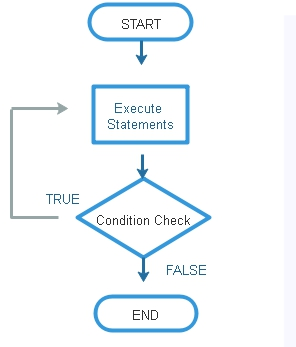 START
Execute
Statements
TRUE
Condition Check
FALSE
END